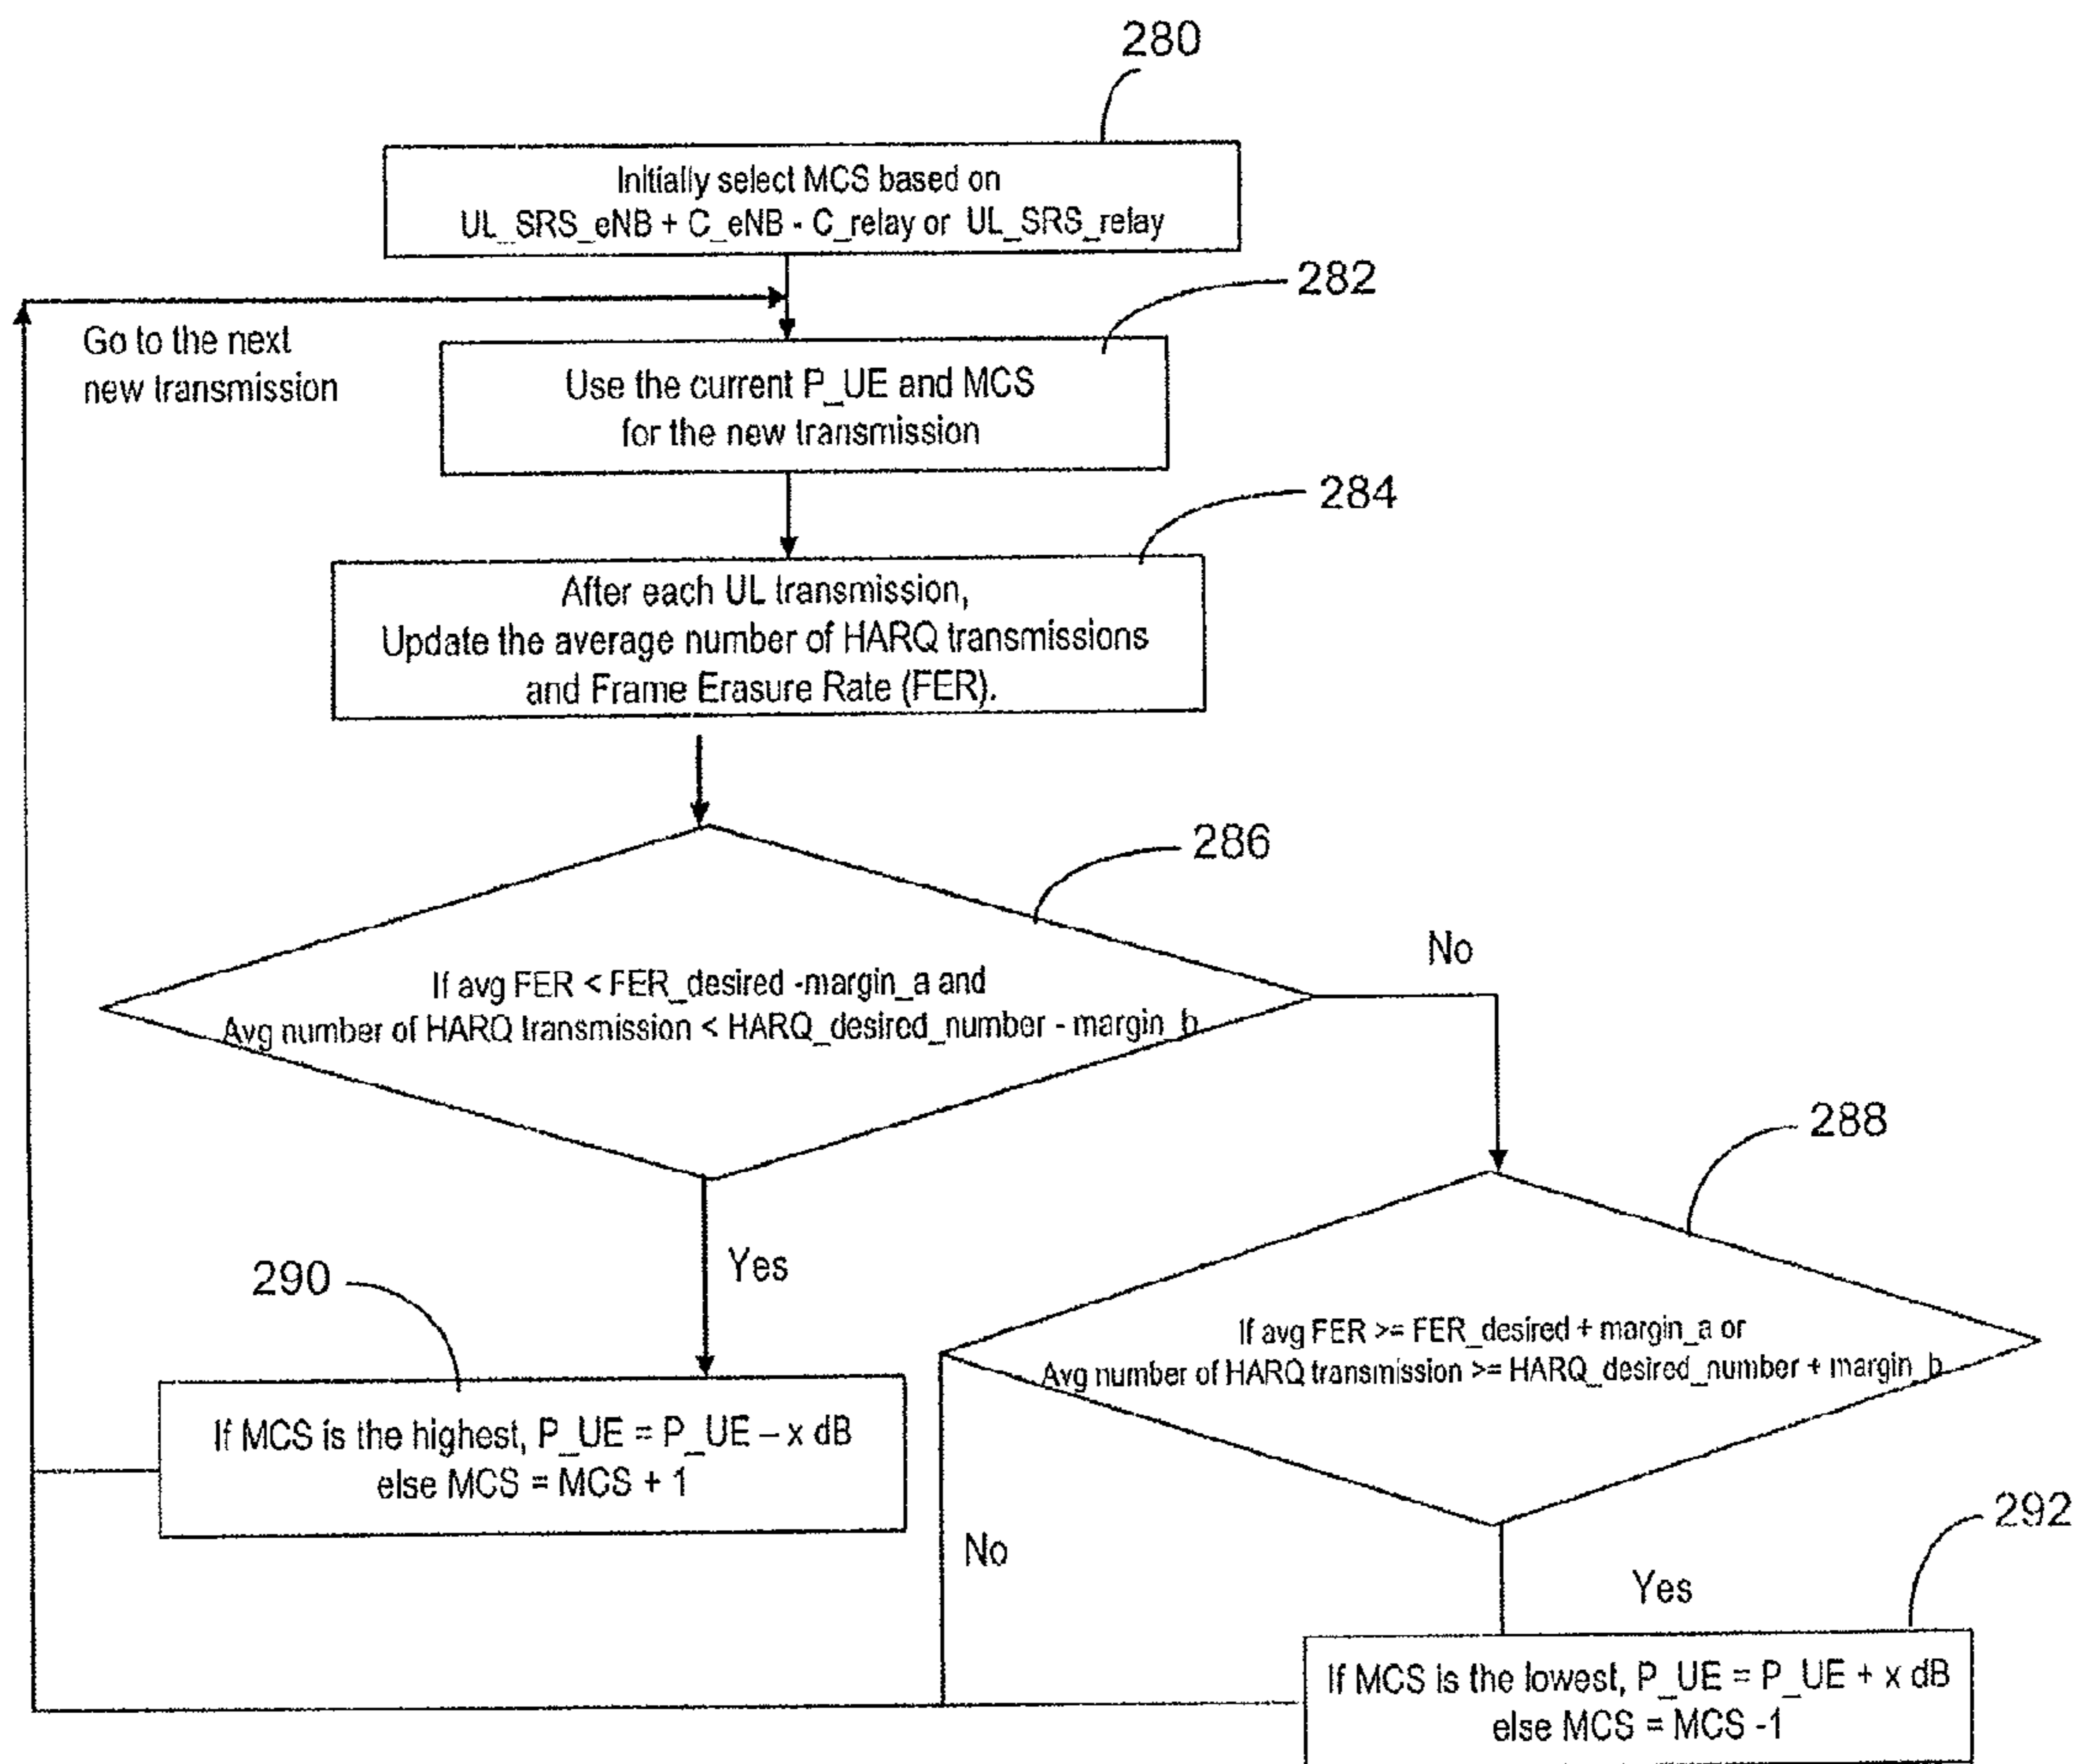 280
Initially select MCS based on
UL_SRS_eNB + C_eNB - C_relay or UL_SRS_relay
282
Go to the next
new transmission
Use the current P_UE and MCS
for the new transmission
284
After each UL transmission,
Update the average number of HARQ transmissions
and Frame Erasure Rate (FER).
286
No
If avg FER < FER_desired -margin_a and
Avg number of HARQ transmission < HARQ_desired_number - margin_b
288
Yes
290
If avg FER >= FER_desired + margin_a or
Avg number of HARQ transmission >= HARQ_desired_number + margin_b
If MCS is the highest, P_UE = P_UE – x dB
else MCS = MCS + 1
292
No
Yes
If MCS is the lowest, P_UE = P_UE + x dB
else MCS = MCS -1